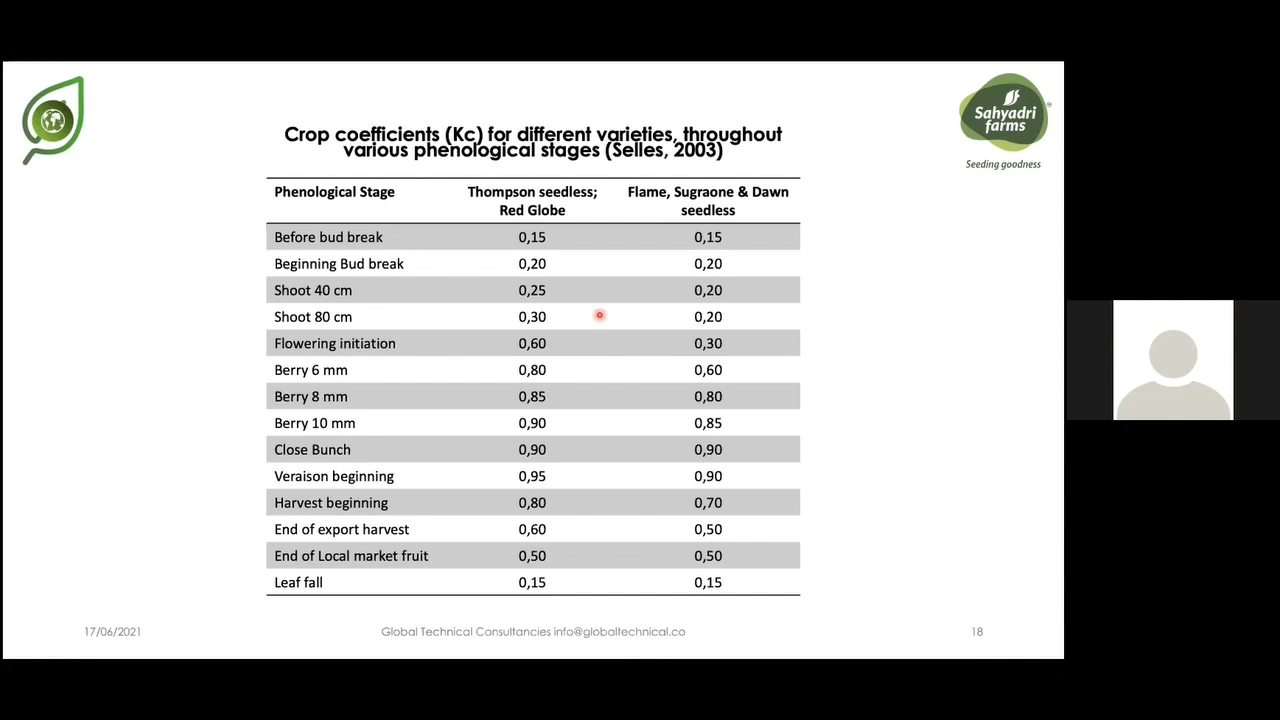 Sahyadri
farms
Seeding goodness
Crop coefficients (Kc) for different varieties, throughout
various phenological stages (Selles, 2003)
Phenological Stage Thompson seedless; Red Globe Flame, Sugraone & Dawn seedless
Before bud break 0,15 0,15
Beginning Bud break 0,20 0,20
Shoot 40 cm 0,25 0,20
Shoot 80 cm 0,30 0,20
Flowering initiation 0,60 0,30
Berry 6 mm 0,80 0,60
Berry 8 mm 0,85 0,80
Berry 10 mm 0,90 0,85
Close Bunch 0,90 0,90
Veraison beginning 0,95 0,90
Harvest beginning 0,80 0,70
End of export harvest 0,60 0,50
End of Local market fruit 0,50 0,50
Leaf fall 0,15 0,15
17/06/2021 Global Technical Consultancies info@globaltechnical.co 18